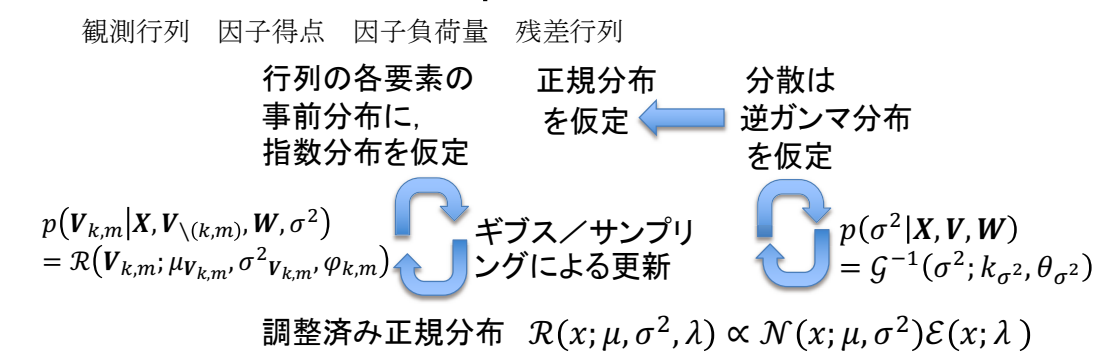 観測行列　因子得点　因子負荷量　残差行列
行列の各要素の
事前分布に,
指数分布を仮定
正規分布
を仮定
分散は
逆ガンマ分布
を仮定
p(V_{k,m}|X, V_{\(k,m)}, W, σ²)
= ℛ(V_{k,m}; μ_{V_{k,m}}, σ²_{V_{k,m}}, φ_{k,m})
ギブス／サンプリ
ングによる更新
p(σ²|X, V, W)
= 𝒢⁻¹(σ²; k_{σ²}, θ_{σ²})
調整済み正規分布　ℛ(x; μ, σ², λ) ∝ 𝒩(x; μ, σ²)ℰ(x; λ )